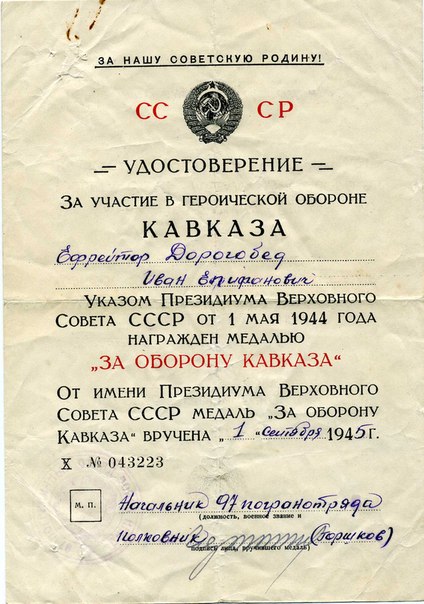 ЗА НАШУ СОВЕТСКУЮ РОДИНУ!
СС СР
УДОСТОВЕРЕНИЕ
ЗА УЧАСТИЕ В ГЕРОИЧЕСКОЙ ОБОРОНЕ
КАВКАЗА
Ефрейтор Дорогобед
Иван Епифанович
УКАЗОМ ПРЕЗИДИУМА ВЕРХОВНОГО
СОВЕТА СССР ОТ 1 МАЯ 1944 ГОДА
НАГРАЖДЕН МЕДАЛЬЮ
„ЗА ОБОРОНУ КАВКАЗА“
ОТ ИМЕНИ ПРЕЗИДИУМА ВЕРХОВНОГО
СОВЕТА СССР МЕДАЛЬ „ЗА ОБОРОНУ
КАВКАЗА“ ВРУЧЕНА „1 “ сентября 1945 г.
Х № 043223
М. П.
Начальник 97 погранотряда
(должность, военное звание и
Полковник (Горшков)
подпись лица, вручившего медаль)